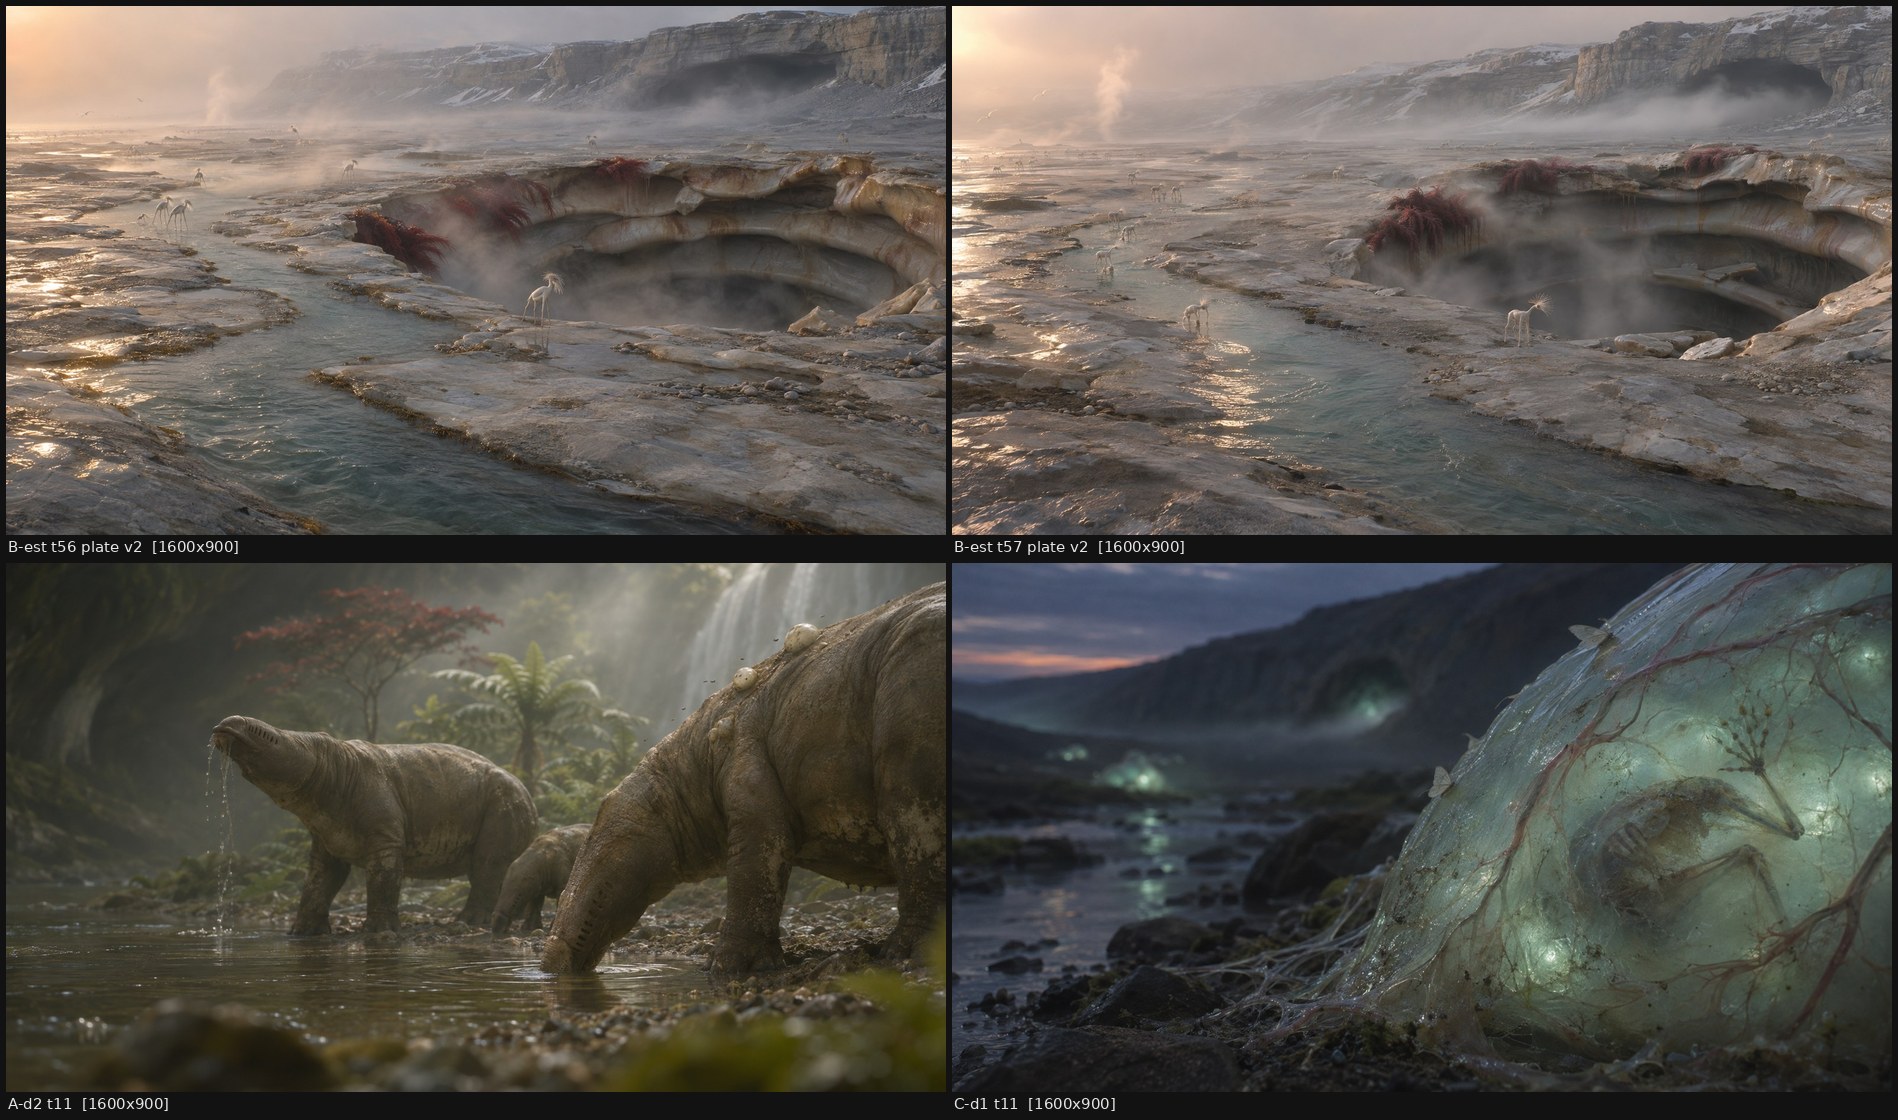 B-est t56 plate v2 [1600x900]
B-est t57 plate v2 [1600x900]
A-d2 t11 [1600x900]
C-d1 t11 [1600x900]